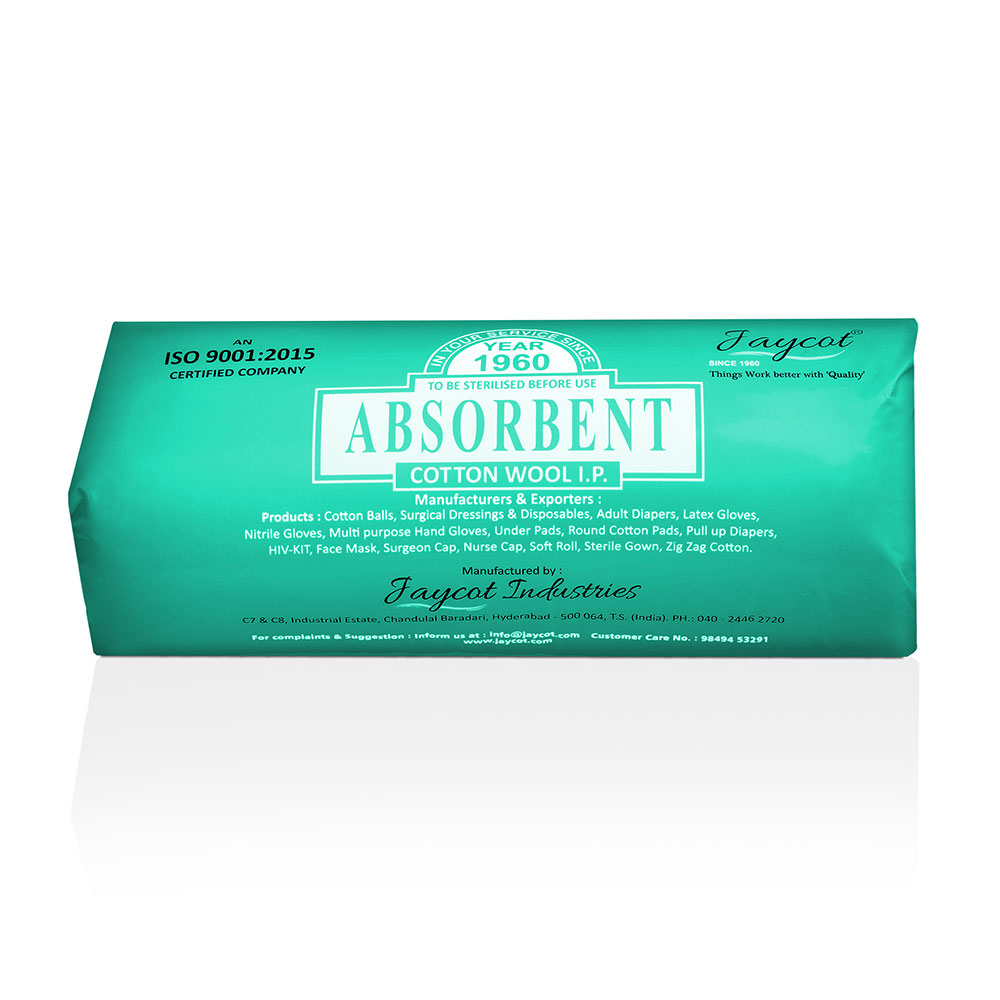 AN
ISO 9001:2015
CERTIFIED COMPANY
IN YOUR SERVICE SINCE
YEAR
1960
TO BE STERILISED BEFORE USE
ABSORBENT
COTTON WOOL I.P.
Jaycot
SINCE 1960
Things Work better with 'Quality'
Manufacturers & Exporters :
Products : Cotton Balls, Surgical Dressings & Disposables, Adult Diapers, Latex Gloves,
Nitrile Gloves, Multi purpose Hand Gloves, Under Pads, Round Cotton Pads, Pull up Diapers,
HIV-KIT, Face Mask, Surgeon Cap, Nurse Cap, Soft Roll, Sterile Gown, Zig Zag Cotton.
Manufactured by :
Jaycot Industries
C7 & C8, Industrial Estate, Chandulal Baradari, Hyderabad - 500 064, T.S. (India). PH.: 040 - 2446 2720
For complaints & Suggestion : Inform us at : info@jaycot.com Customer Care No. : 98494 53291
www.jaycot.com